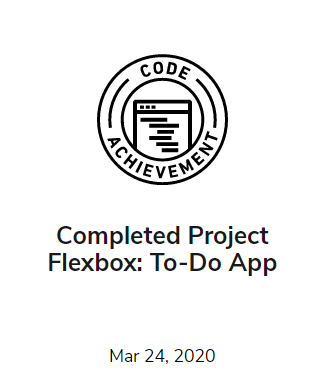 CODE
ACHIEVEMENT
Completed Project
Flexbox: To-Do App
Mar 24, 2020